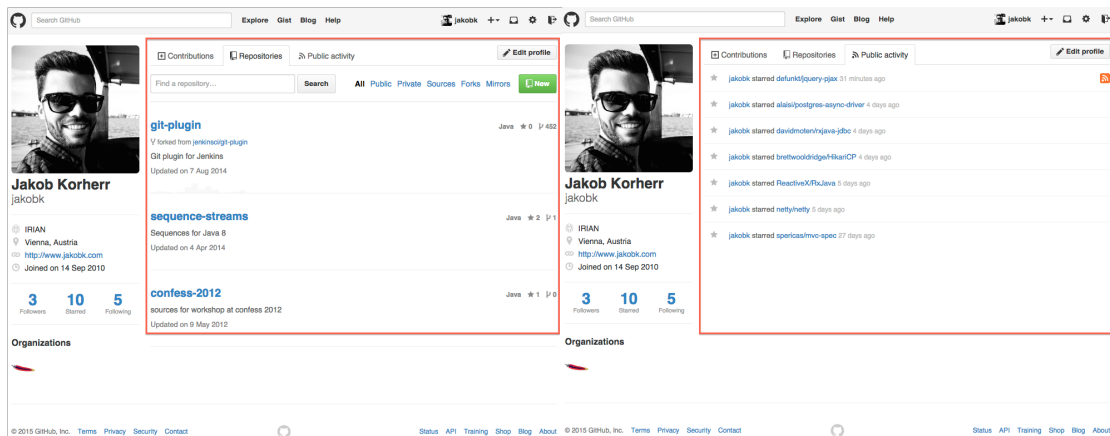 Search GitHub
Explore Gist Blog Help
jakobk
Contributions
Repositories
Public activity
Edit profile
Find a repository...
Search
All Public Private Sources Forks Mirrors
New
git-plugin
Java 0 452
forked from jenkinsci/git-plugin
Git plugin for Jenkins
Updated on 7 Aug 2014
sequence-streams
Java 2 1
Sequences for Java 8
Updated on 4 Apr 2014
confess-2012
Java 1 0
sources for workshop at confess 2012
Updated on 9 May 2012
Jakob Korherr
jakobk
IRIAN
Vienna, Austria
http://www.jakobk.com
Joined on 14 Sep 2010
3 10 5
Followers Starred Following
Organizations
© 2015 GitHub, Inc. Terms Privacy Security Contact
Status API Training Shop Blog About
Search GitHub
Explore Gist Blog Help
jakobk
Contributions
Repositories
Public activity
Edit profile
jakobk starred defunkt/jquery-pjax 31 minutes ago
jakobk starred alaisi/postgres-async-driver 4 days ago
jakobk starred davidmoten/rxjava-jdbc 4 days ago
jakobk starred brettwooldridge/HikariCP 4 days ago
jakobk starred ReactiveX/RxJava 5 days ago
jakobk starred netty/netty 5 days ago
jakobk starred spericas/mvc-spec 27 days ago
Jakob Korherr
jakobk
IRIAN
Vienna, Austria
http://www.jakobk.com
Joined on 14 Sep 2010
3 10 5
Followers Starred Following
Organizations
© 2015 GitHub, Inc. Terms Privacy Security Contact
Status API Training Shop Blog About